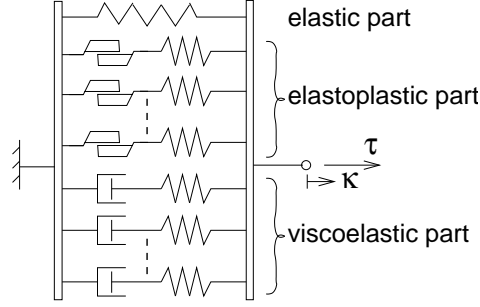 elastic part
elastoplastic part
τ
κ
viscoelastic part